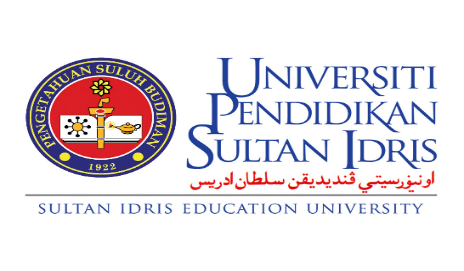 PENGETAHUAN SULUH BUDIMAN
1922
UNIVERSITI
PENDIDIKAN
SULTAN IDRIS
اونيۏرسيتي ڤنديديقن سلطان ادريس
SULTAN IDRIS EDUCATION UNIVERSITY